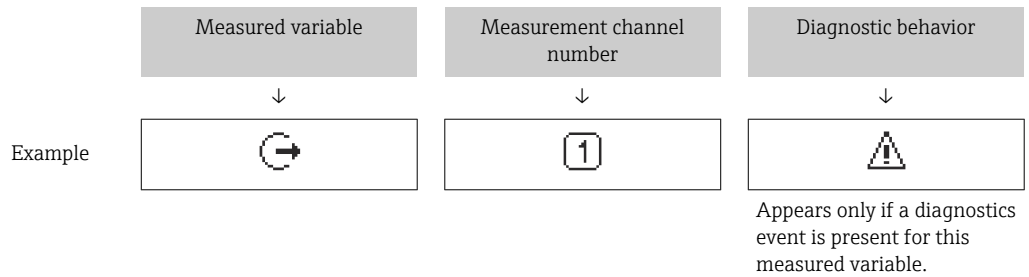 Measured variable
Measurement channel
number
Diagnostic behavior
↓ ↓ ↓
Example
1
Appears only if a diagnostics
event is present for this
measured variable.